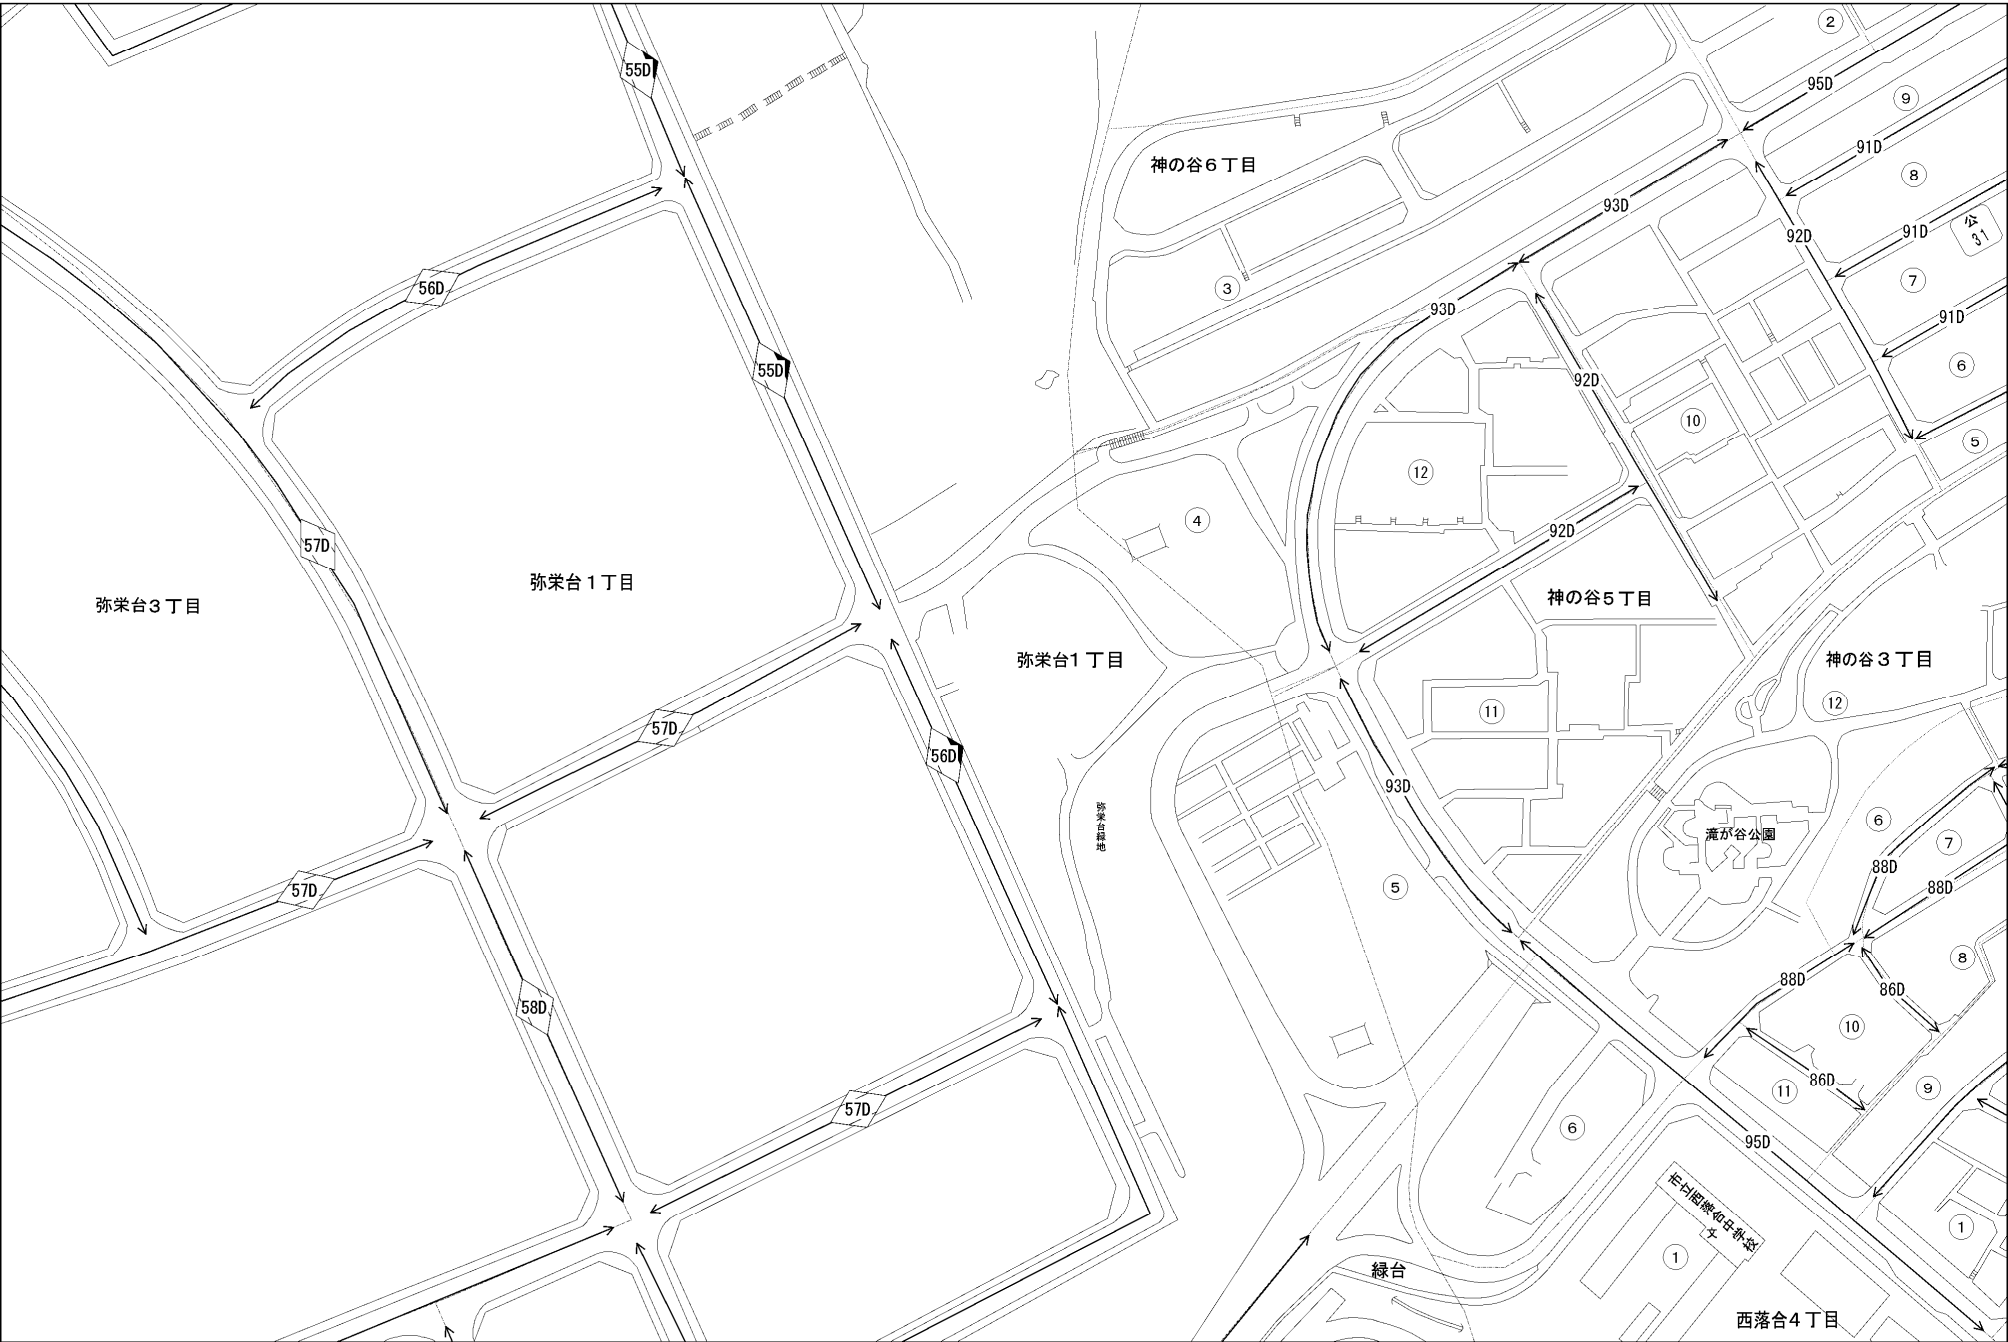 55D
②
95D
⑨
91D
神の谷6丁目
⑧
93D
公
31
91D
92D
⑦
56D
③
93D
91D
55D
⑥
92D
⑩
⑤
⑫
④
92D
57D
弥栄台1丁目
弥栄台3丁目
神の谷5丁目
弥栄台1丁目
神の谷3丁目
⑫
⑪
57D
56D
93D
弥栄台緑地
⑥
滝が谷公園
⑦
88D
57D
⑤
88D
⑧
88D
86D
58D
⑩
86D
⑪
⑨
57D
⑥
95D
市立西落合中学校
文
①
①
緑台
西落合4丁目